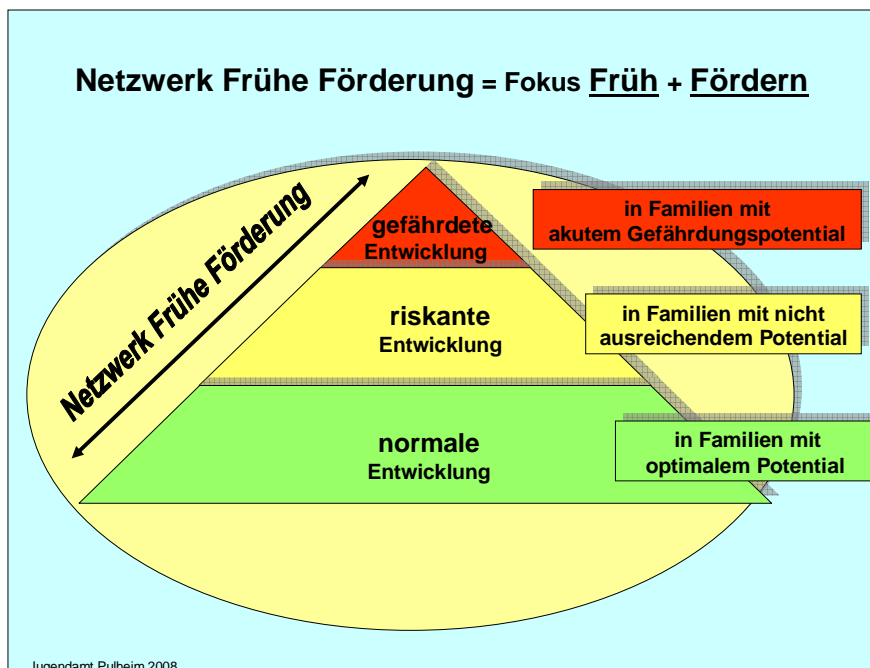 Netzwerk Frühe Förderung = Fokus Früh + Fördern
Netzwerk Frühe Förderung
gefährdete
Entwicklung
in Familien mit
akutem Gefährdungspotential
riskante
Entwicklung
in Familien mit nicht
ausreichendem Potential
normale
Entwicklung
in Familien mit
optimalem Potential
Jugendamt Pulheim 2008